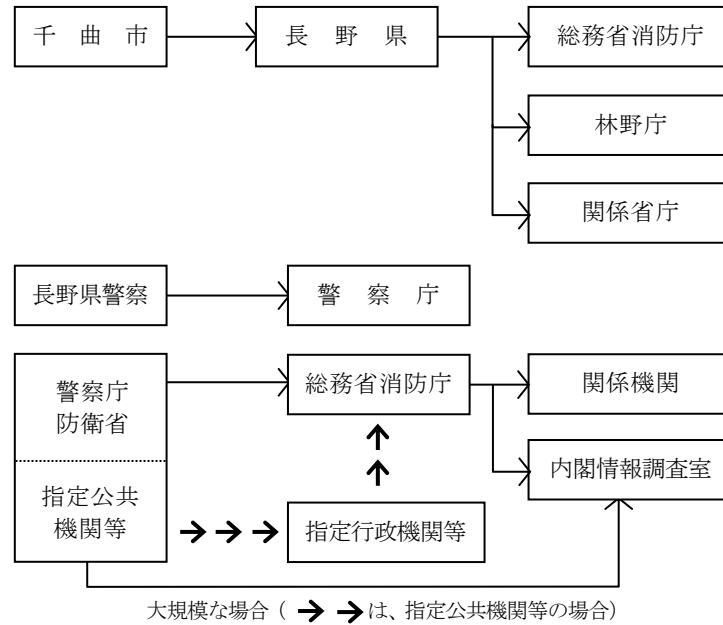 千 曲 市
長 野 県
総務省消防庁
林野庁
関係省庁
長野県警察
警 察 庁
警察庁
防衛省
総務省消防庁
関係機関
内閣情報調査室
指定公共
機関等
指定行政機関等
大規模な場合（ ➔ ➔は、指定公共機関等の場合）